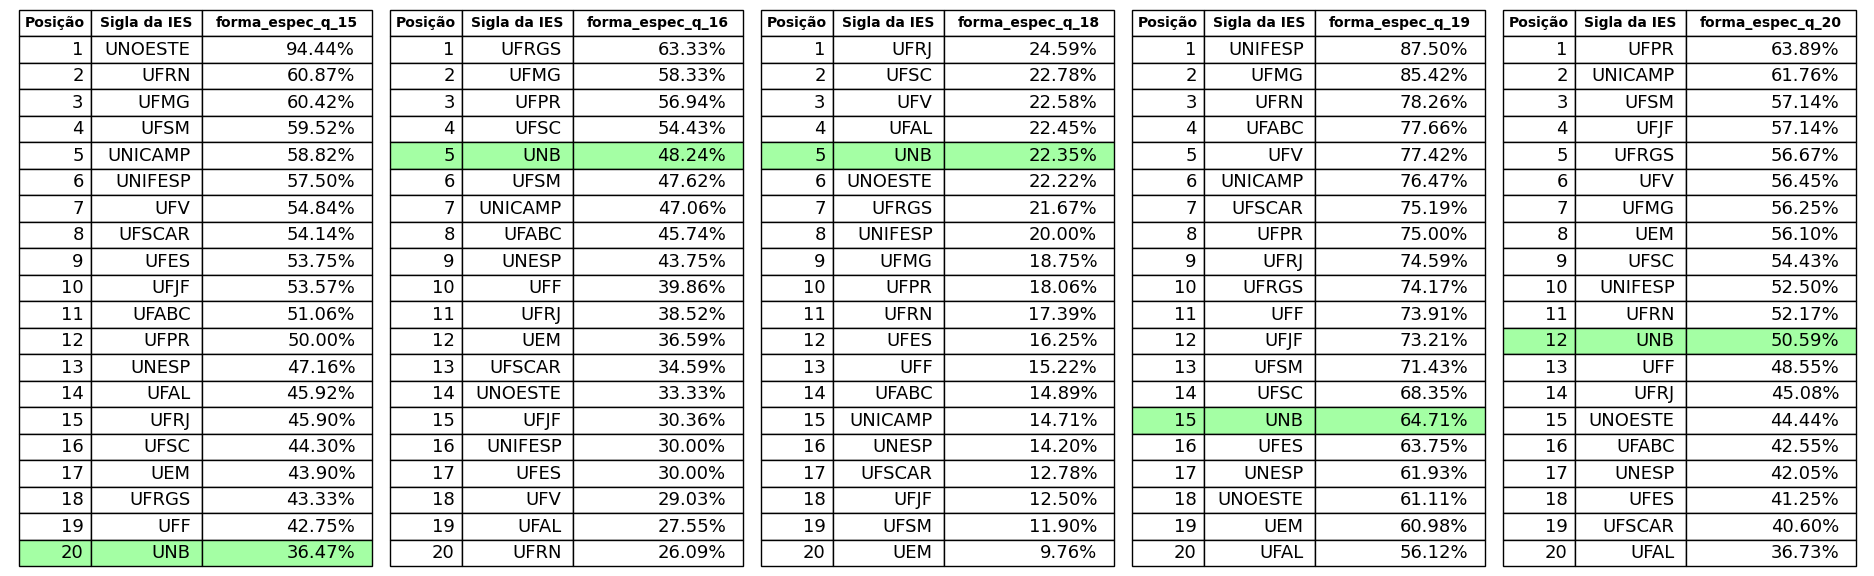 Posição Sigla da IES forma_espec_q_15 Posição Sigla da IES forma_espec_q_16 Posição Sigla da IES forma_espec_q_18 Posição Sigla da IES forma_espec_q_19 Posição Sigla da IES forma_espec_q_20
1 UNOESTE 94.44% 1 UFRGS 63.33% 1 UFRJ 24.59% 1 UNIFESP 87.50% 1 UFPR 63.89%
2 UFRN 60.87% 2 UFMG 58.33% 2 UFSC 22.78% 2 UFMG 85.42% 2 UNICAMP 61.76%
3 UFMG 60.42% 3 UFPR 56.94% 3 UFV 22.58% 3 UFRN 78.26% 3 UFSM 57.14%
4 UFSM 59.52% 4 UFSC 54.43% 4 UFAL 22.45% 4 UFABC 77.66% 4 UFJF 57.14%
5 UNICAMP 58.82% 5 UNB 48.24% 5 UNB 22.35% 5 UFV 77.42% 5 UFRGS 56.67%
6 UNIFESP 57.50% 6 UFSM 47.62% 6 UNOESTE 22.22% 6 UNICAMP 76.47% 6 UFV 56.45%
7 UFV 54.84% 7 UNICAMP 47.06% 7 UFRGS 21.67% 7 UFSCAR 75.19% 7 UFMG 56.25%
8 UFSCAR 54.14% 8 UFABC 45.74% 8 UNIFESP 20.00% 8 UFPR 75.00% 8 UEM 56.10%
9 UFES 53.75% 9 UNESP 43.75% 9 UFMG 18.75% 9 UFRJ 74.59% 9 UFSC 54.43%
10 UFJF 53.57% 10 UFF 39.86% 10 UFPR 18.06% 10 UFRGS 74.17% 10 UNIFESP 52.50%
11 UFABC 51.06% 11 UFRJ 38.52% 11 UFRN 17.39% 11 UFF 73.91% 11 UFRN 52.17%
12 UFPR 50.00% 12 UEM 36.59% 12 UFES 16.25% 12 UFJF 73.21% 12 UNB 50.59%
13 UNESP 47.16% 13 UFSCAR 34.59% 13 UFF 15.22% 13 UFSM 71.43% 13 UFF 48.55%
14 UFAL 45.92% 14 UNOESTE 33.33% 14 UFABC 14.89% 14 UFSC 68.35% 14 UFRJ 45.08%
15 UFRJ 45.90% 15 UFJF 30.36% 15 UNICAMP 14.71% 15 UNB 64.71% 15 UNOESTE 44.44%
16 UFSC 44.30% 16 UNIFESP 30.00% 16 UNESP 14.20% 16 UFES 63.75% 16 UFABC 42.55%
17 UEM 43.90% 17 UFES 30.00% 17 UFSCAR 12.78% 17 UNESP 61.93% 17 UNESP 42.05%
18 UFRGS 43.33% 18 UFV 29.03% 18 UFJF 12.50% 18 UNOESTE 61.11% 18 UFES 41.25%
19 UFF 42.75% 19 UFAL 27.55% 19 UFSM 11.90% 19 UEM 60.98% 19 UFSCAR 40.60%
20 UNB 36.47% 20 UFRN 26.09% 20 UEM 9.76% 20 UFAL 56.12% 20 UFAL 36.73%